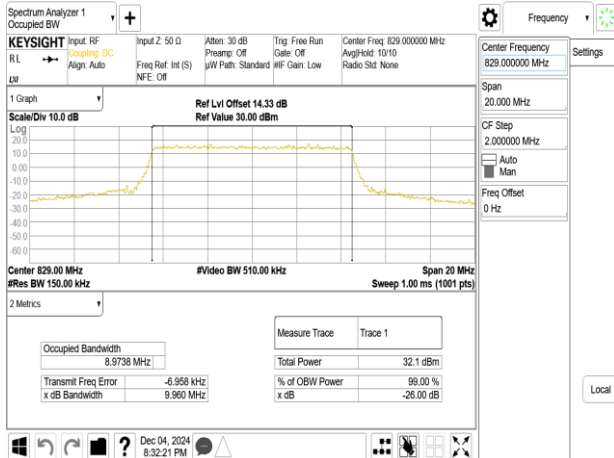 Spectrum Analyzer 1
Occupied BW
Frequency
KEYSIGHT
RL
Input: RF
Coupling: DC
Align: Auto
Input Z: 50 Ω
Freq Ref: Int (S)
NFE: Off
Atten: 30 dB
Preamp: Off
µW Path: Standard
Trig: Free Run
Gate: Off
#IF Gain: Low
Center Freq: 829.000000 MHz
Avg|Hold: 10/10
Radio Std: None
Center Frequency
829.000000 MHz
Settings
Span
20.000 MHz
CF Step
2.000000 MHz
Auto
Man
Freq Offset
0 Hz
Local
1 Graph
Scale/Div 10.0 dB
Ref Lvl Offset 14.33 dB
Ref Value 30.00 dBm
Log
20.0
10.0
0.00
-10.0
-20.0
-30.0
-40.0
-50.0
-60.0
Center 829.00 MHz
#Video BW 510.00 kHz
Span 20 MHz
#Res BW 150.00 kHz
Sweep 1.00 ms (1001 pts)
2 Metrics
Measure Trace Trace 1
Occupied Bandwidth
8.9738 MHz
Total Power 32.1 dBm
Transmit Freq Error -6.958 kHz
% of OBW Power 99.00 %
x dB Bandwidth 9.960 MHz
x dB -26.00 dB
Dec 04, 2024
8:32:21 PM